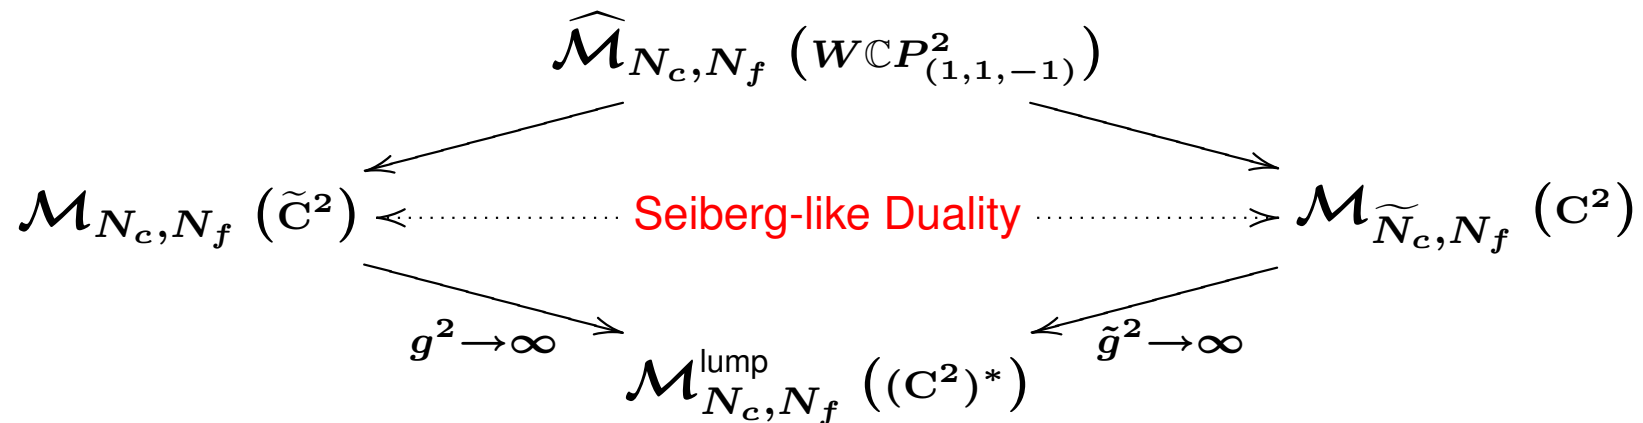 $\widehat{\mathcal{M}}_{N_c,N_f}\left(W\mathbb{C}P^2_{(1,1,-1)}\right)$
$\mathcal{M}_{N_c,N_f}\left(\widetilde{\mathbf{C}}^2\right)$ Seiberg-like Duality $\mathcal{M}_{\widetilde{N}_c,N_f}\left(\mathbf{C}^2\right)$
$g^2\to\infty$ $\tilde{g}^2\to\infty$
$\mathcal{M}^{\text{lump}}_{N_c,N_f}\left((\mathbf{C}^2)^*\right)$